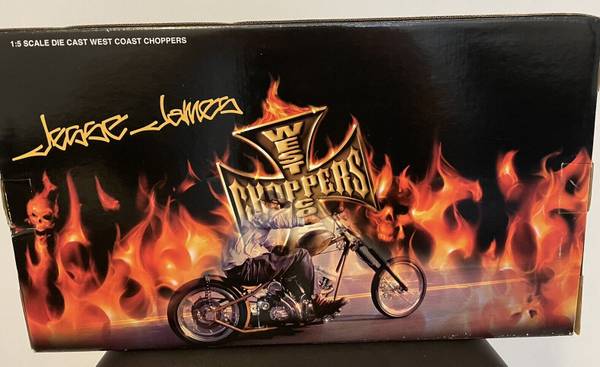 1:5 SCALE DIE CAST WEST COAST CHOPPERS
Jesse James
WEST
CHOPPERS